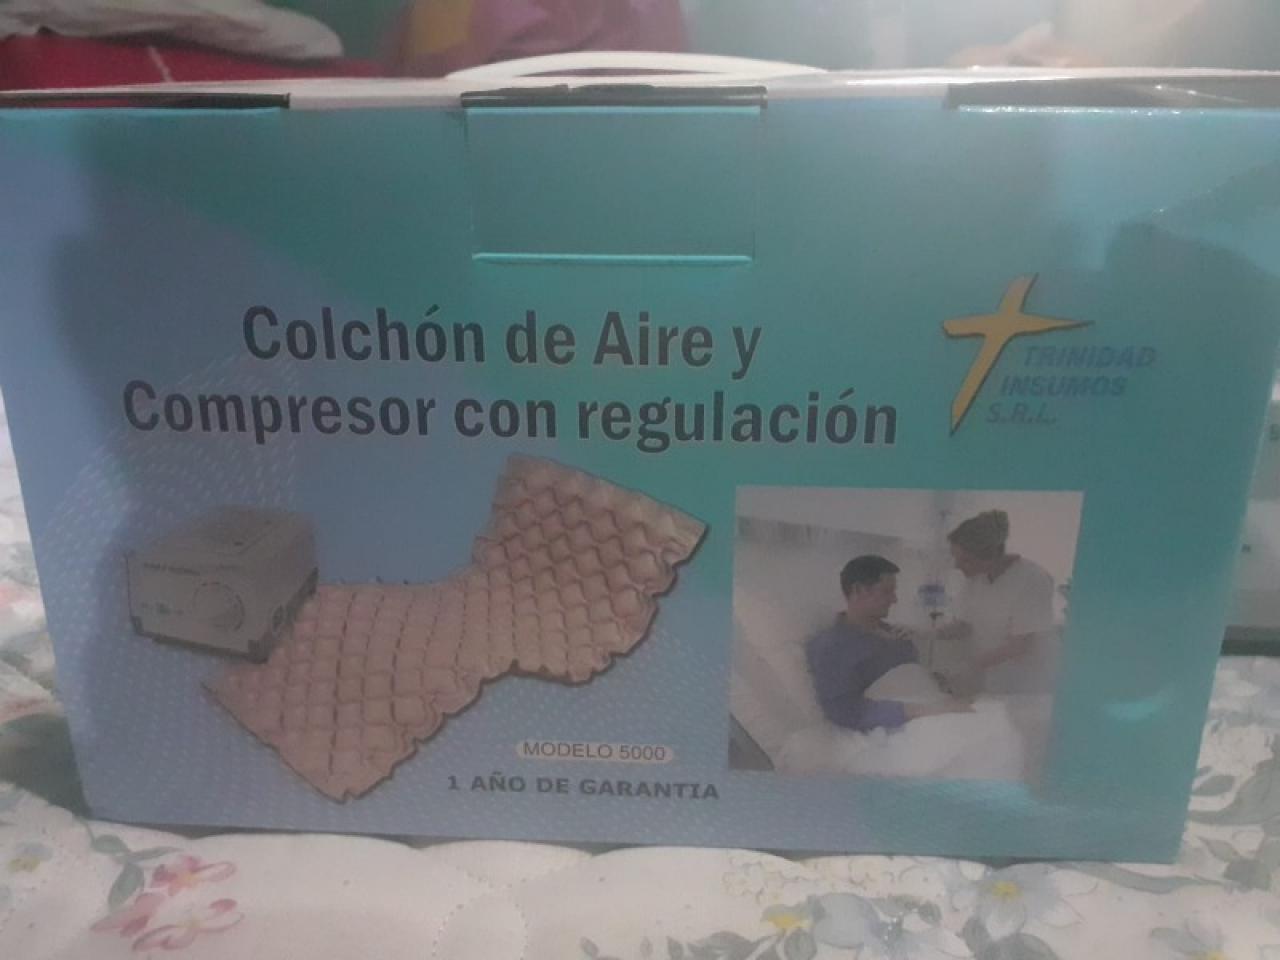 Colchón de Aire y
Compresor con regulación
TRINIDAD
INSUMOS
S.R.L.
MODELO 5000
1 AÑO DE GARANTIA